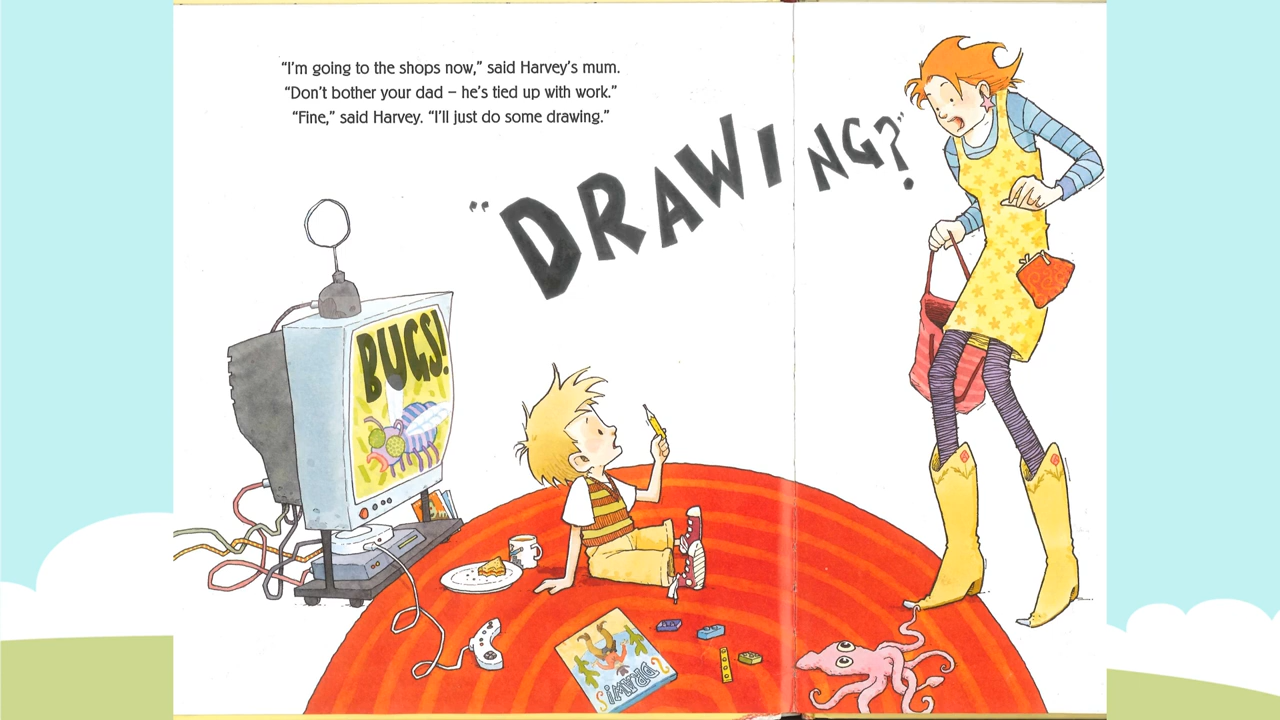 “I’m going to the shops now,” said Harvey’s mum.
“Don’t bother your dad – he’s tied up with work.”
“Fine,” said Harvey. “I’ll just do some drawing.”
“DRAWING?”
BUGS!
DRAW!